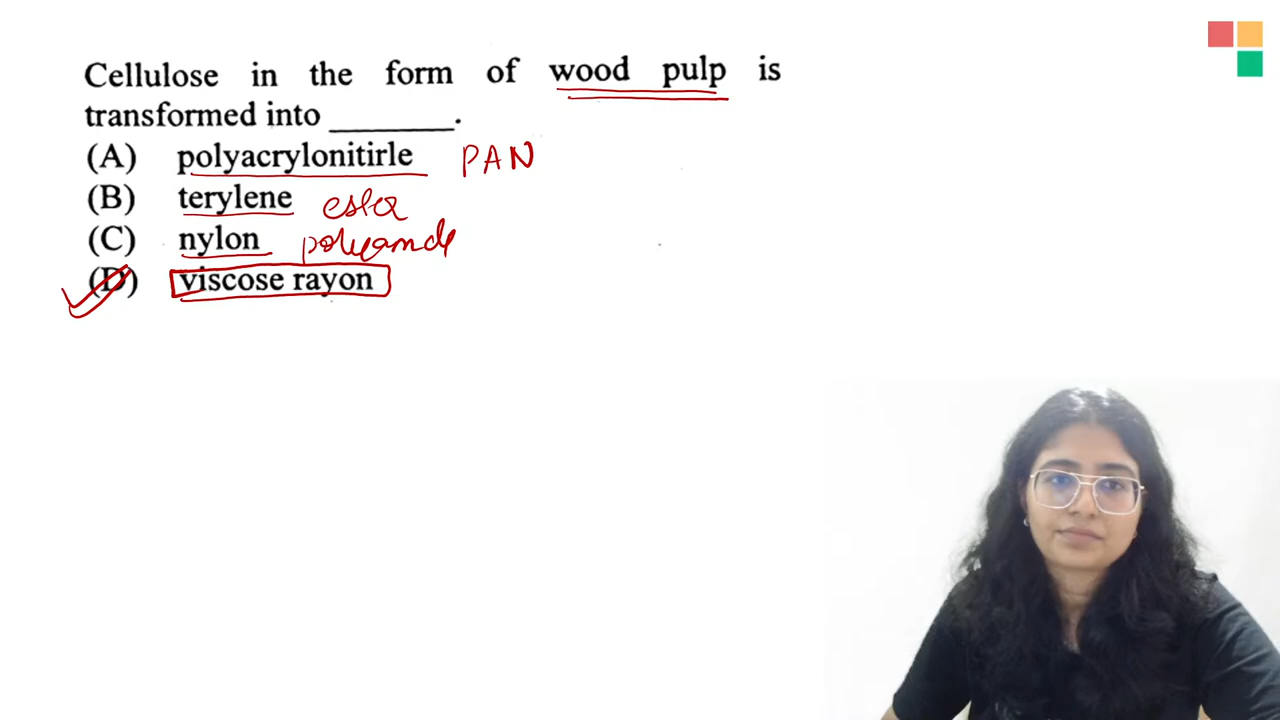 Cellulose in the form of wood pulp is
transformed into ________.
(A) polyacrylonitirle PAN
(B) terylene ester
(C) nylon polyamide
(D) viscose rayon